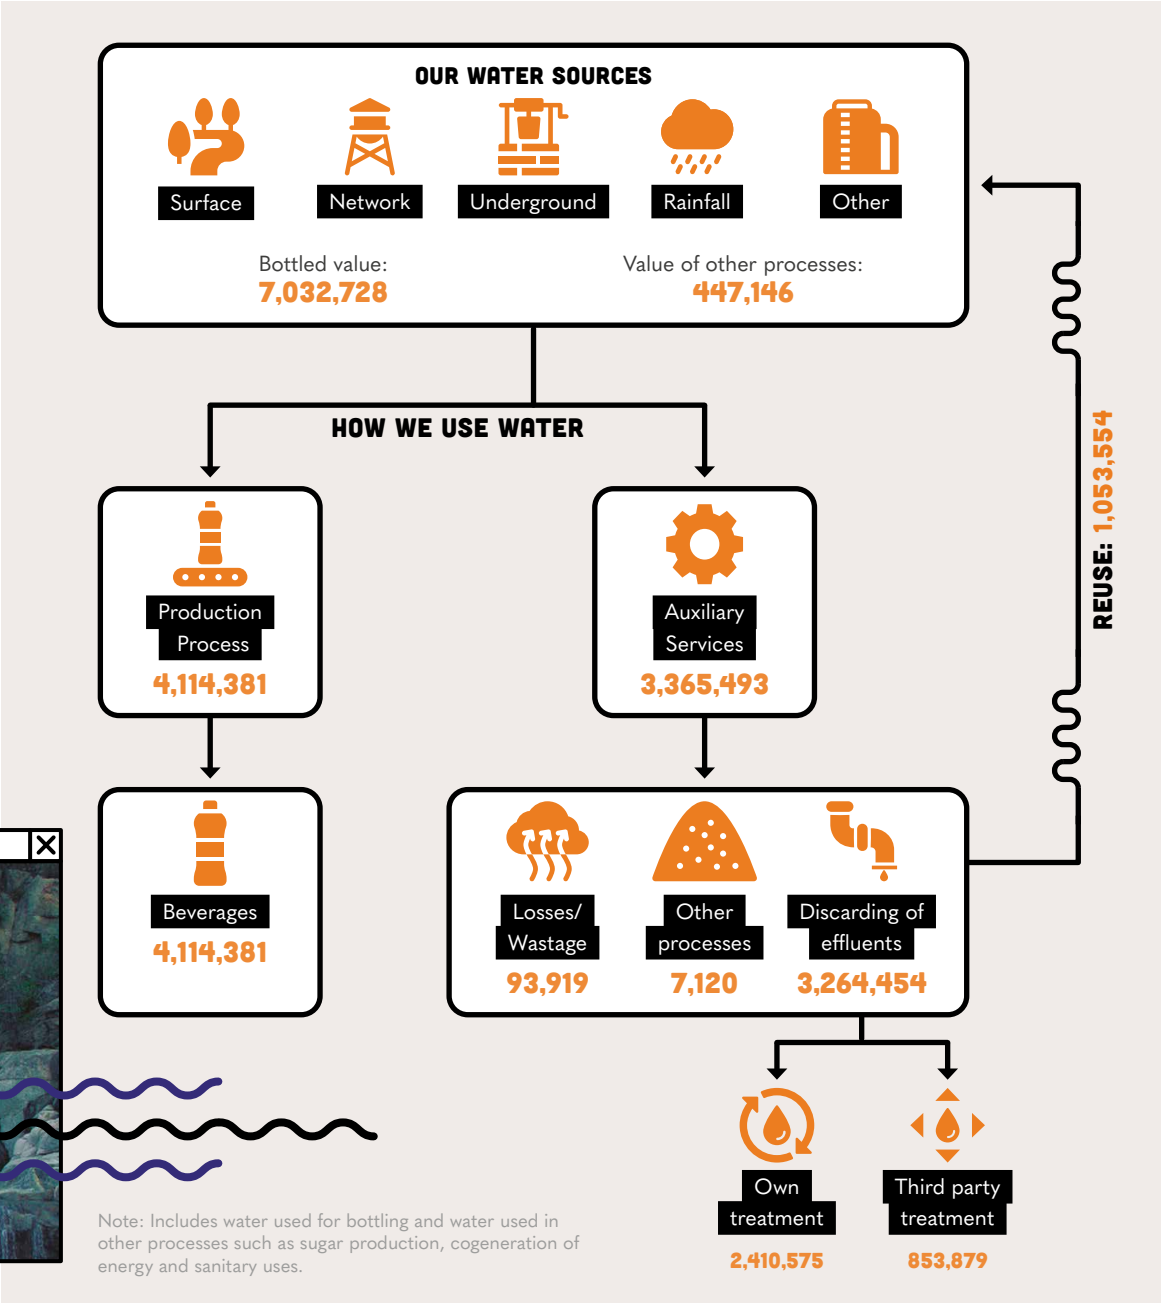 OUR WATER SOURCES
Surface
Network
Underground
Rainfall
Other
Bottled value:
7,032,728
Value of other processes:
447,146
HOW WE USE WATER
REUSE: 1,053,554
Production
Process
4,114,381
Auxiliary
Services
3,365,493
Beverages
4,114,381
Losses/
Wastage
93,919
Other
processes
7,120
Discarding of
effluents
3,264,454
Own
treatment
2,410,575
Third party
treatment
853,879
Note: Includes water used for bottling and water used in
other processes such as sugar production, cogeneration of
energy and sanitary uses.